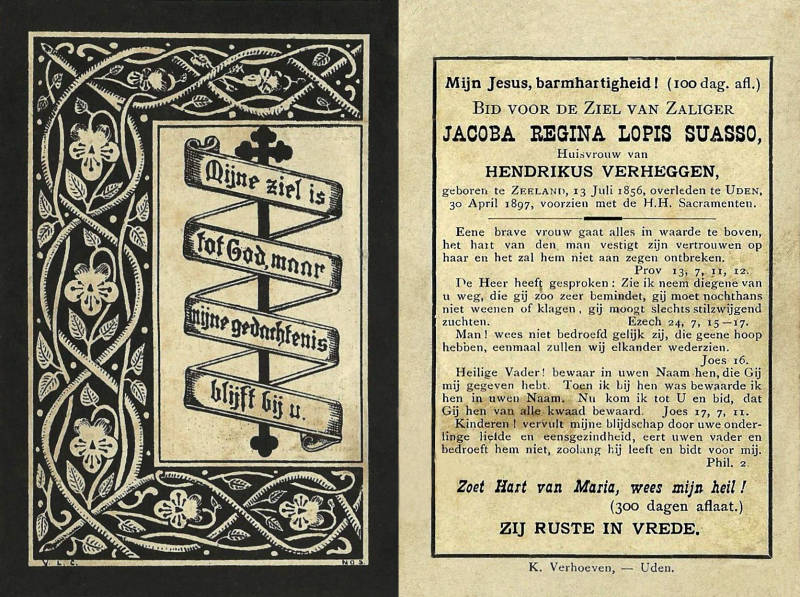 Mijne ziel is
tot God, maar
mijne gedachtenis
blijft bij u.
V. L. C.
NO 3.
Mijn Jesus, barmhartigheid! (100 dag. afl.)
BID VOOR DE ZIEL VAN ZALIGER
JACOBA REGINA LOPIS SUASSO,
Huisvrouw van
HENDRIKUS VERHEGGEN,
geboren te ZEELAND, 13 Juli 1856, overleden te UDEN,
30 April 1897, voorzien met de H.H. Sacramenten.
Eene brave vrouw gaat alles in waarde te boven,
het hart van den man vestigt zijn vertrouwen op
haar en het zal hem niet aan zegen ontbreken.
Prov 13, 7, 11, 12.
De Heer heeft gesproken: Zie ik neem diegene van
u weg, die gij zoo zeer bemindet, gij moet nochthans
niet weenen of klagen, gij moogt slechts stilzwijgend
zuchten. Ezech 24, 7, 15—17.
Man! wees niet bedroefd gelijk zij, die geene hoop
hebben, eenmaal zullen wij elkander wederzien.
Joes 16.
Heilige Vader! bewaar in uwen Naam hen, die Gij
mij gegeven hebt. Toen ik bij hen was bewaarde ik
hen in uwen Naam. Nu kom ik tot U en bid, dat
Gij hen van alle kwaad bewaard. Joes 17, 7, 11.
Kinderen! vervult mijne blijdschap door uwe onder-
linge liefde en eensgezindheid, eert uwen vader en
bedroeft hem niet, zoolang hij leeft en bidt voor mij.
Phil. 2.
Zoet Hart van Maria, wees mijn heil!
(300 dagen aflaat.)
ZIJ RUSTE IN VREDE.
K. Verhoeven, — Uden.